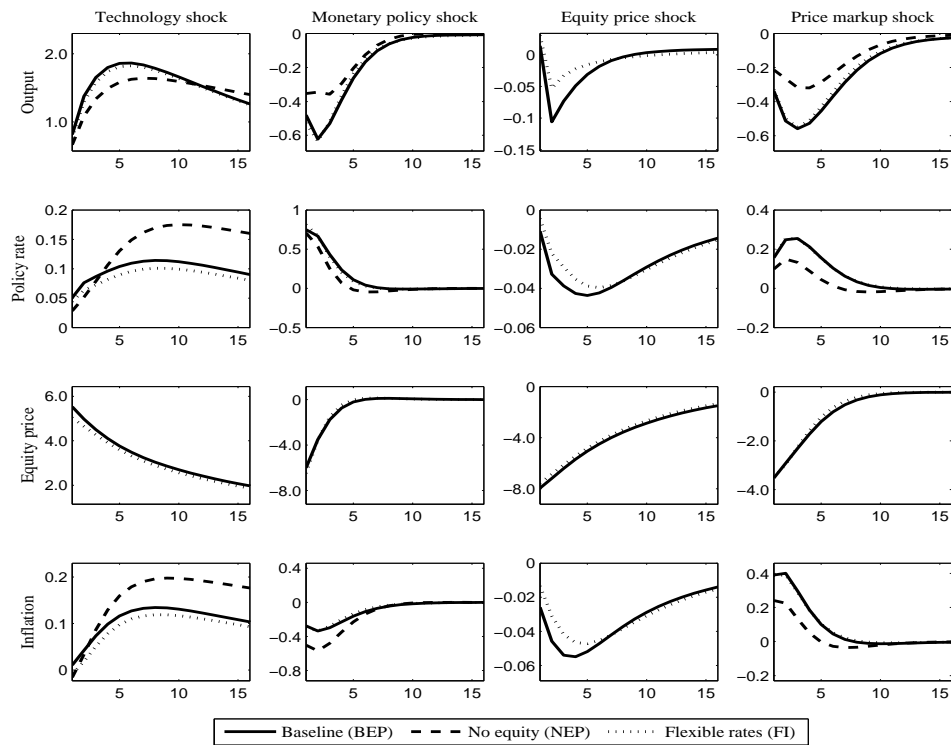 Technology shock Monetary policy shock Equity price shock Price markup shock
Ouput
2.0
1.0
5 10 15
0
−0.2
−0.4
−0.6
5 10 15
0
−0.05
−0.1
−0.15
5 10 15
0
−0.2
−0.4
−0.6
5 10 15
Policy rate
0.2
0.15
0.1
0.05
0
5 10 15
1
0.5
0
−0.5
5 10 15
0
−0.02
−0.04
−0.06
5 10 15
0.4
0.2
0
−0.2
5 10 15
Equity price
6.0
4.0
2.0
5 10 15
0
−4.0
−8.0
5 10 15
0
−4.0
−8.0
5 10 15
0
−2.0
−4.0
5 10 15
Inflation
0.2
0.1
0
5 10 15
0.4
0
−0.4
−0.8
5 10 15
0
−0.02
−0.04
−0.06
5 10 15
0.4
0.2
0
−0.2
5 10 15
Baseline (BEP) No equity (NEP) Flexible rates (FI)